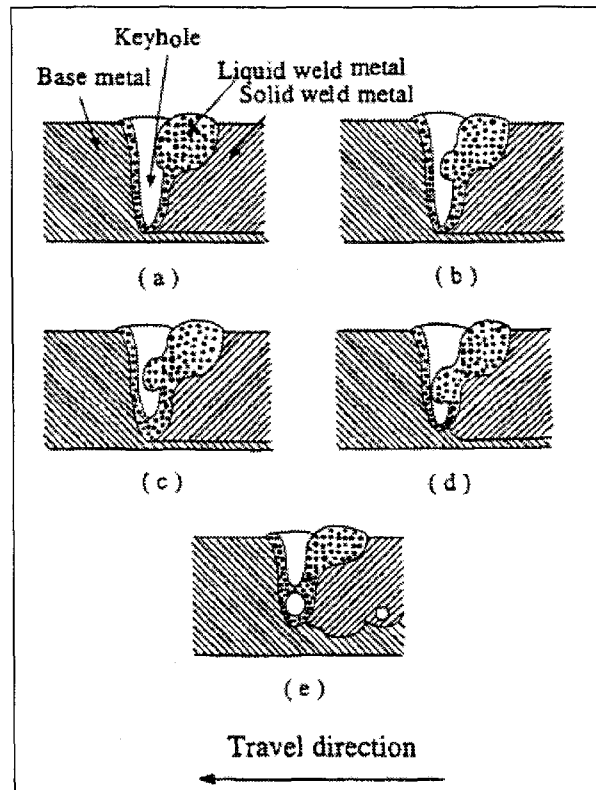 Keyhole
Base metal
Liquid weld metal
Solid weld metal
(a)
(b)
(c)
(d)
(e)
Travel direction